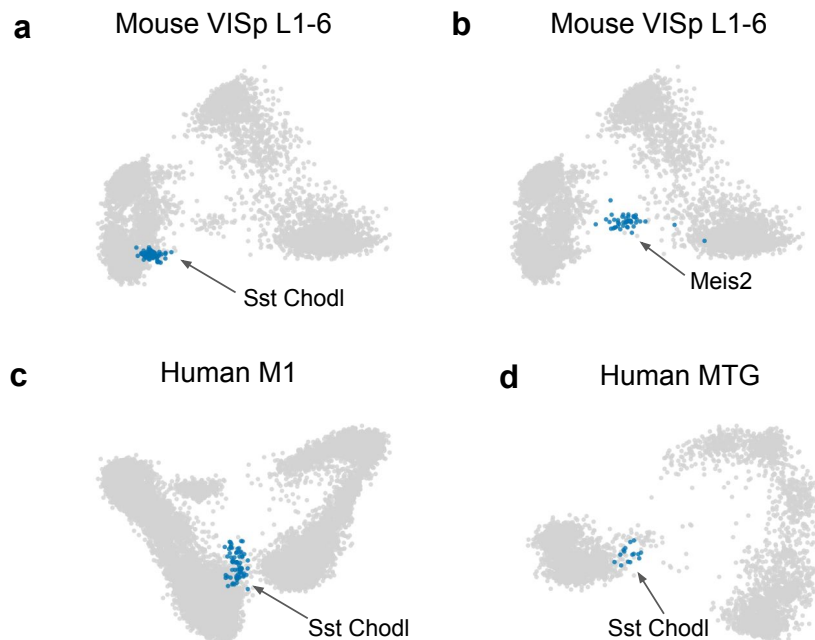 a
Mouse VISp L1-6
Sst Chodl
b
Mouse VISp L1-6
Meis2
c
Human M1
Sst Chodl
d
Human MTG
Sst Chodl